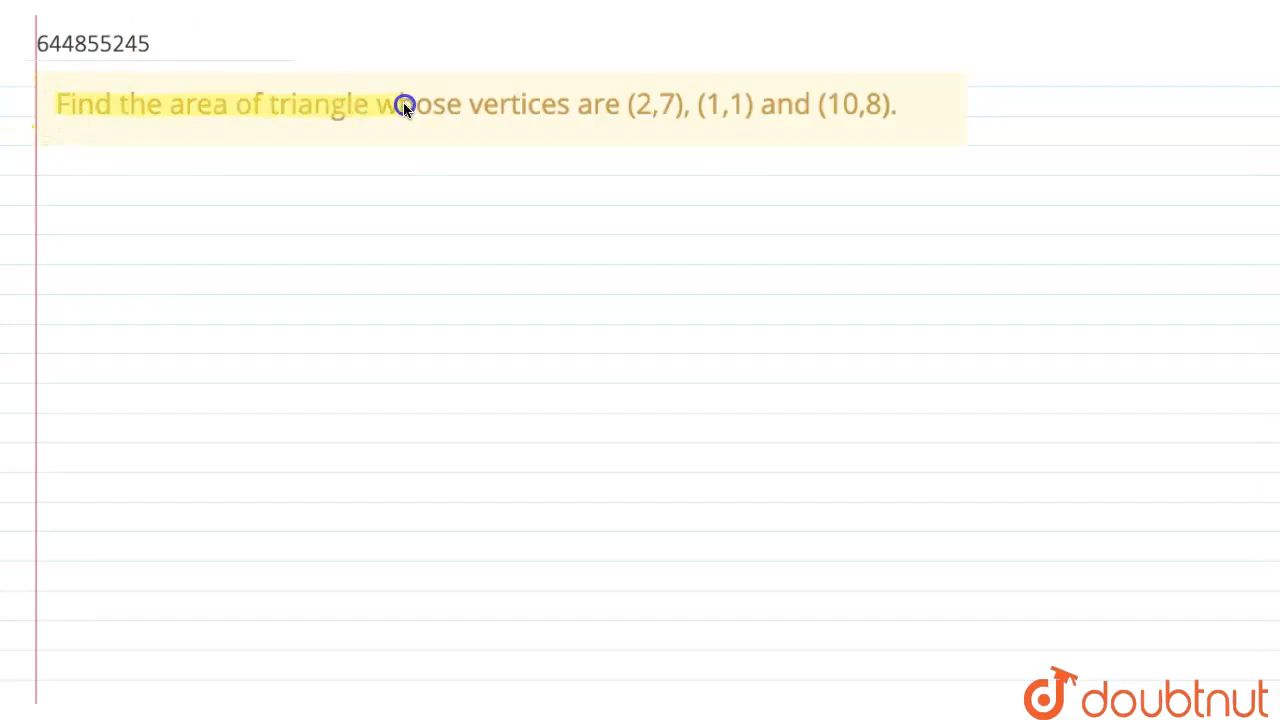 644855245
Find the area of triangle whose vertices are (2,7), (1,1) and (10,8).
doubtnut